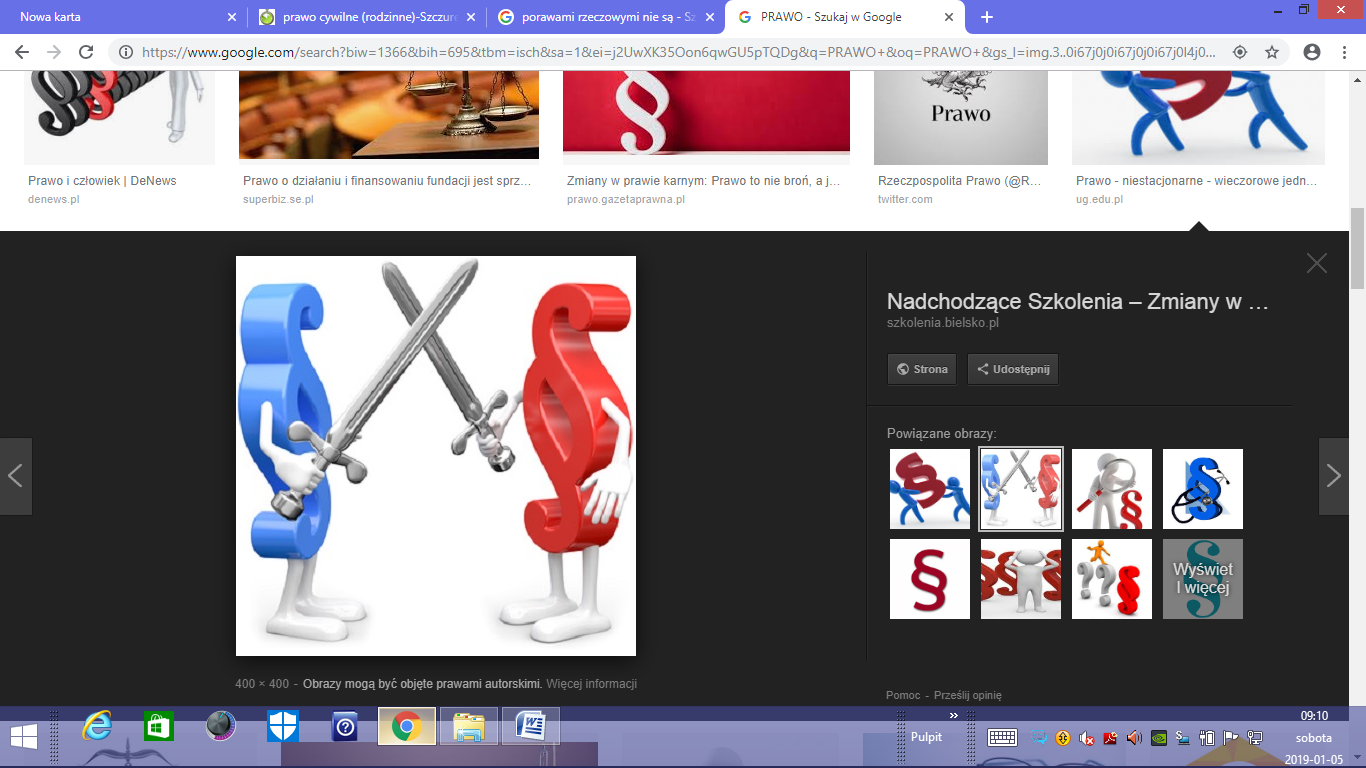 Nowa karta
prawo cywilne (rodzinne)-Szczure
porawami rzeczowymi nie są - Sz
PRAWO - Szukaj w Google
https://www.google.com/search?biw=1366&bih=695&tbm=isch&sa=1&ei=j2UwXK35Oon6qwGU5pTQDg&q=PRAWO+&oq=PRAWO+&gs_l=img.3..0i67j0j0i67j0j0i67j0l4j0...
Prawo
Prawo i człowiek | DeNews
denews.pl
Prawo o działaniu i finansowaniu fundacji jest sprz...
superbiz.se.pl
Zmiany w prawie karnym: Prawo to nie broń, a j...
prawo.gazetaprawna.pl
Rzeczpospolita Prawo (@R...
twitter.com
Prawo - niestacjonarne - wieczorowe jedn...
ug.edu.pl
Nadchodzące Szkolenia – Zmiany w ...
szkolenia.bielsko.pl
Strona
Udostępnij
Powiązane obrazy:
Wyświet
l więcej
400 × 400 - Obrazy mogą być objęte prawami autorskimi. Więcej informacji
Pomoc - Prześlij opinię
Pulpit
09:10
sobota
2019-01-05